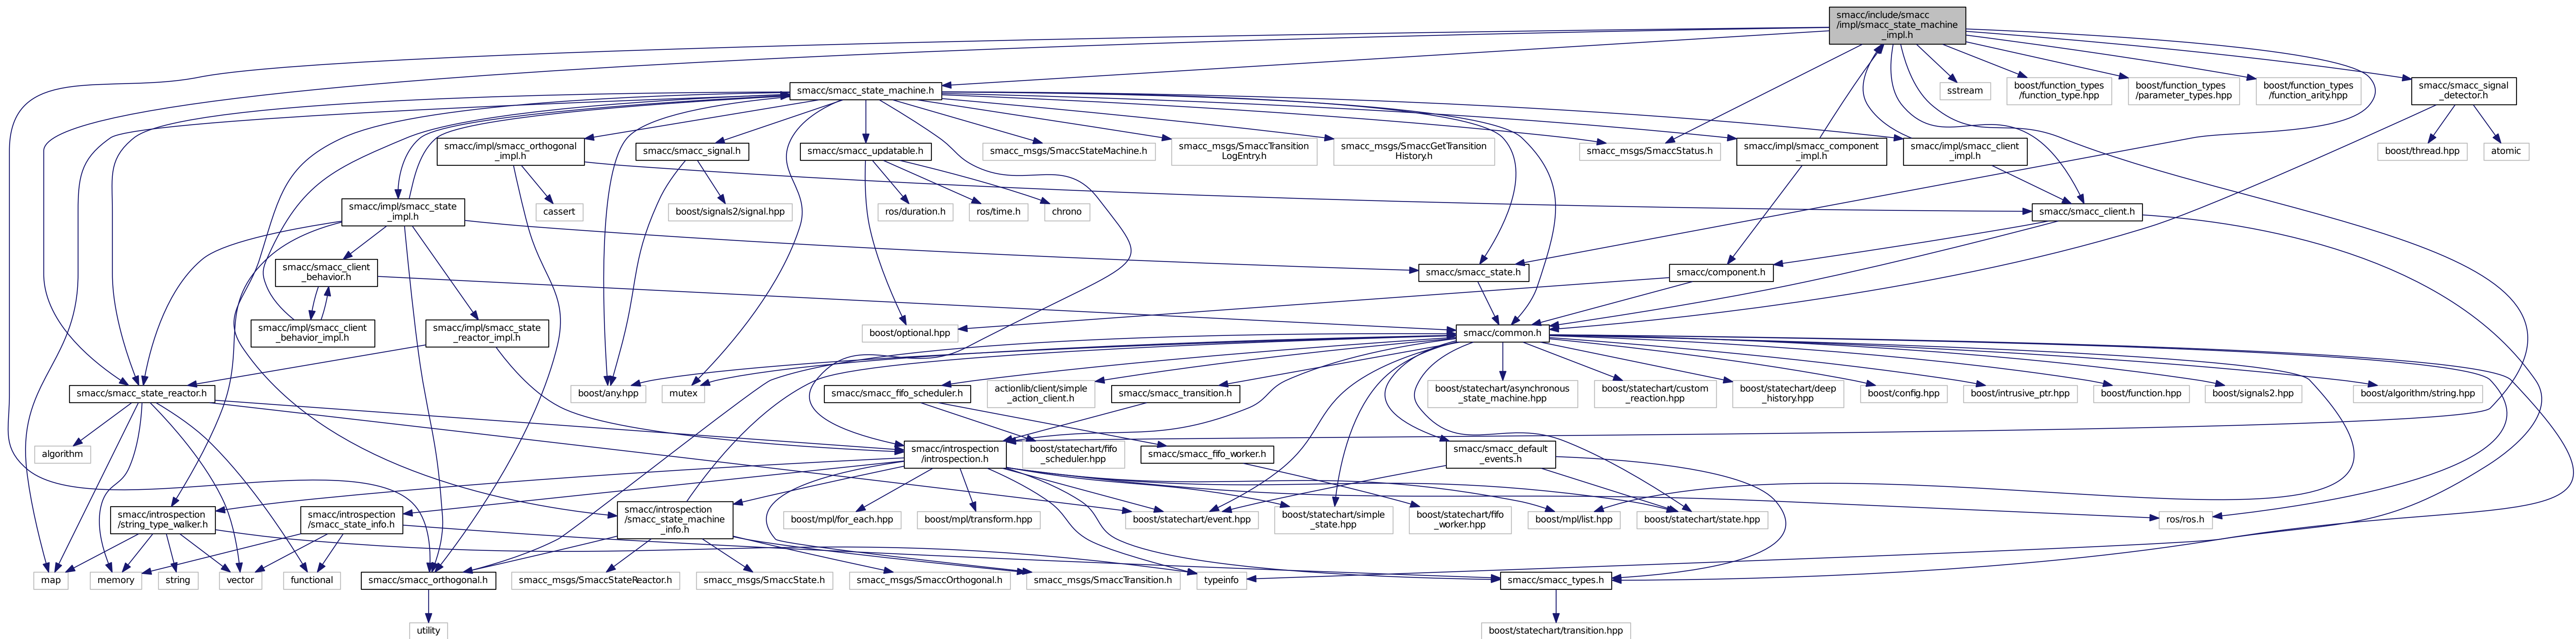 smacc/include/smacc
/impl/smacc_state_machine
_impl.h
smacc/smacc_state_machine.h
sstream
boost/function_types
/function_type.hpp
boost/function_types
/parameter_types.hpp
boost/function_types
/function_arity.hpp
smacc/smacc_signal
_detector.h
smacc/impl/smacc_orthogonal
_impl.h
smacc/smacc_signal.h
smacc/smacc_updatable.h
smacc_msgs/SmaccStateMachine.h
smacc_msgs/SmaccTransition
LogEntry.h
smacc_msgs/SmaccGetTransition
History.h
smacc_msgs/SmaccStatus.h
smacc/impl/smacc_component
_impl.h
smacc/impl/smacc_client
_impl.h
boost/thread.hpp
atomic
smacc/impl/smacc_state
_impl.h
cassert
boost/signals2/signal.hpp
ros/duration.h
ros/time.h
chrono
smacc/smacc_client.h
smacc/smacc_client
_behavior.h
smacc/smacc_state.h
smacc/component.h
smacc/impl/smacc_client
_behavior_impl.h
smacc/impl/smacc_state
_reactor_impl.h
boost/optional.hpp
smacc/common.h
smacc/smacc_state_reactor.h
boost/any.hpp
mutex
smacc/smacc_fifo_scheduler.h
actionlib/client/simple
_action_client.h
smacc/smacc_transition.h
boost/statechart/asynchronous
_state_machine.hpp
boost/statechart/custom
_reaction.hpp
boost/statechart/deep
_history.hpp
boost/config.hpp
boost/intrusive_ptr.hpp
boost/function.hpp
boost/signals2.hpp
boost/algorithm/string.hpp
algorithm
smacc/introspection
/introspection.h
boost/statechart/fifo
_scheduler.hpp
smacc/smacc_fifo_worker.h
smacc/smacc_default
_events.h
smacc/introspection
/string_type_walker.h
smacc/introspection
/smacc_state_info.h
smacc/introspection
/smacc_state_machine
_info.h
boost/mpl/for_each.hpp
boost/mpl/transform.hpp
boost/statechart/event.hpp
boost/statechart/simple
_state.hpp
boost/statechart/fifo
_worker.hpp
boost/mpl/list.hpp
boost/statechart/state.hpp
ros/ros.h
map
memory
string
vector
functional
smacc/smacc_orthogonal.h
smacc_msgs/SmaccStateReactor.h
smacc_msgs/SmaccState.h
smacc_msgs/SmaccOrthogonal.h
smacc_msgs/SmaccTransition.h
typeinfo
smacc/smacc_types.h
utility
boost/statechart/transition.hpp